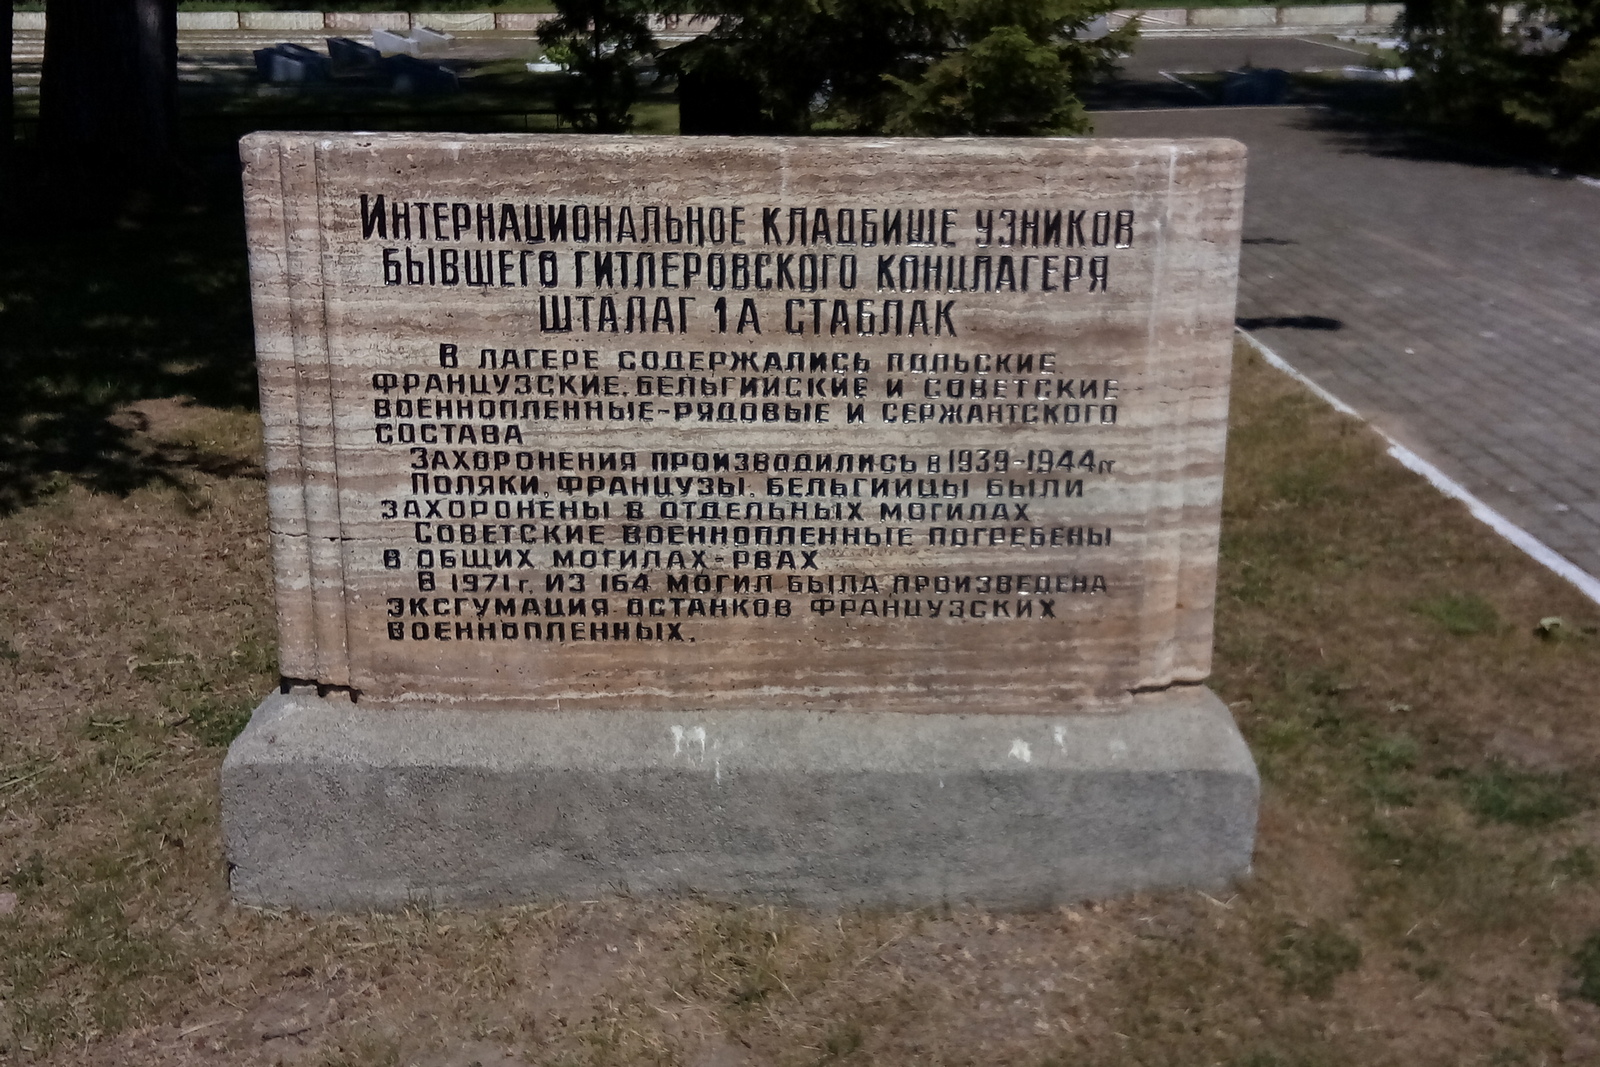 Интернациональное кладбище узников
бывшего гитлеровского концлагеря
шталаг 1А Стаблак
В лагере содержались польские,
французские, бельгийские и советские
военнопленные-рядовые и сержантского
состава
Захоронения производились в 1939-1944гг
Поляки, французы, бельгийцы были
захоронены в отдельных могилах
Советские военнопленные погребены
в общих могилах-рвах
В 1971г. из 164 могил была произведена
эксгумация останков французских
военнопленных.